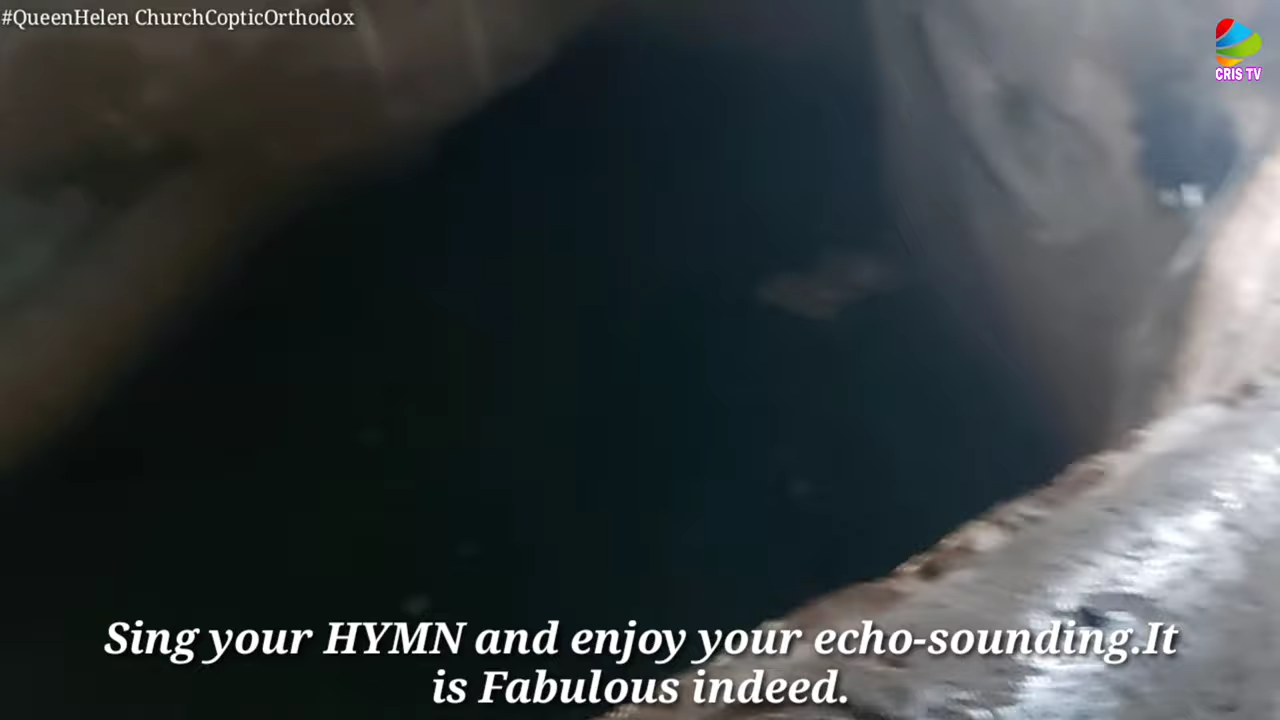 #QueenHelen ChurchCopticOrthodox
CRIS TV
Sing your HYMN and enjoy your echo-sounding.It
is Fabulous indeed.